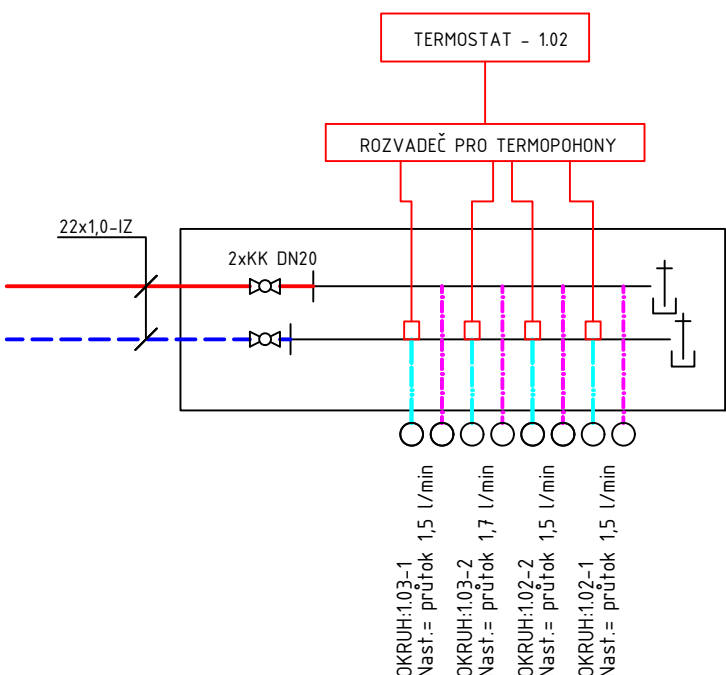 TERMOSTAT - 1.02
ROZVADEČ PRO TERMOPOHONY
22x1,0-IZ
2xKK DN20
OKRUH:1.03-1
Nast.= průtok 1,5 l/min
OKRUH:1.03-2
Nast.= průtok 1,7 l/min
OKRUH:1.02-2
Nast.= průtok 1,5 l/min
OKRUH:1.02-1
Nast.= průtok 1,5 l/min